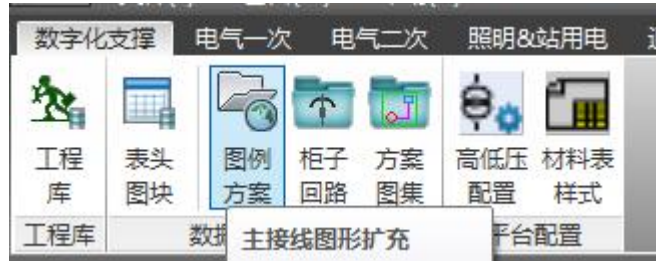 数字化支撑 电气一次 电气二次 照明&站用电
工程库 表头图块 图例方案 柜子回路 方案图集 高低压配置 材料表样式
工程库 数据 平台配置
主接线图形扩充